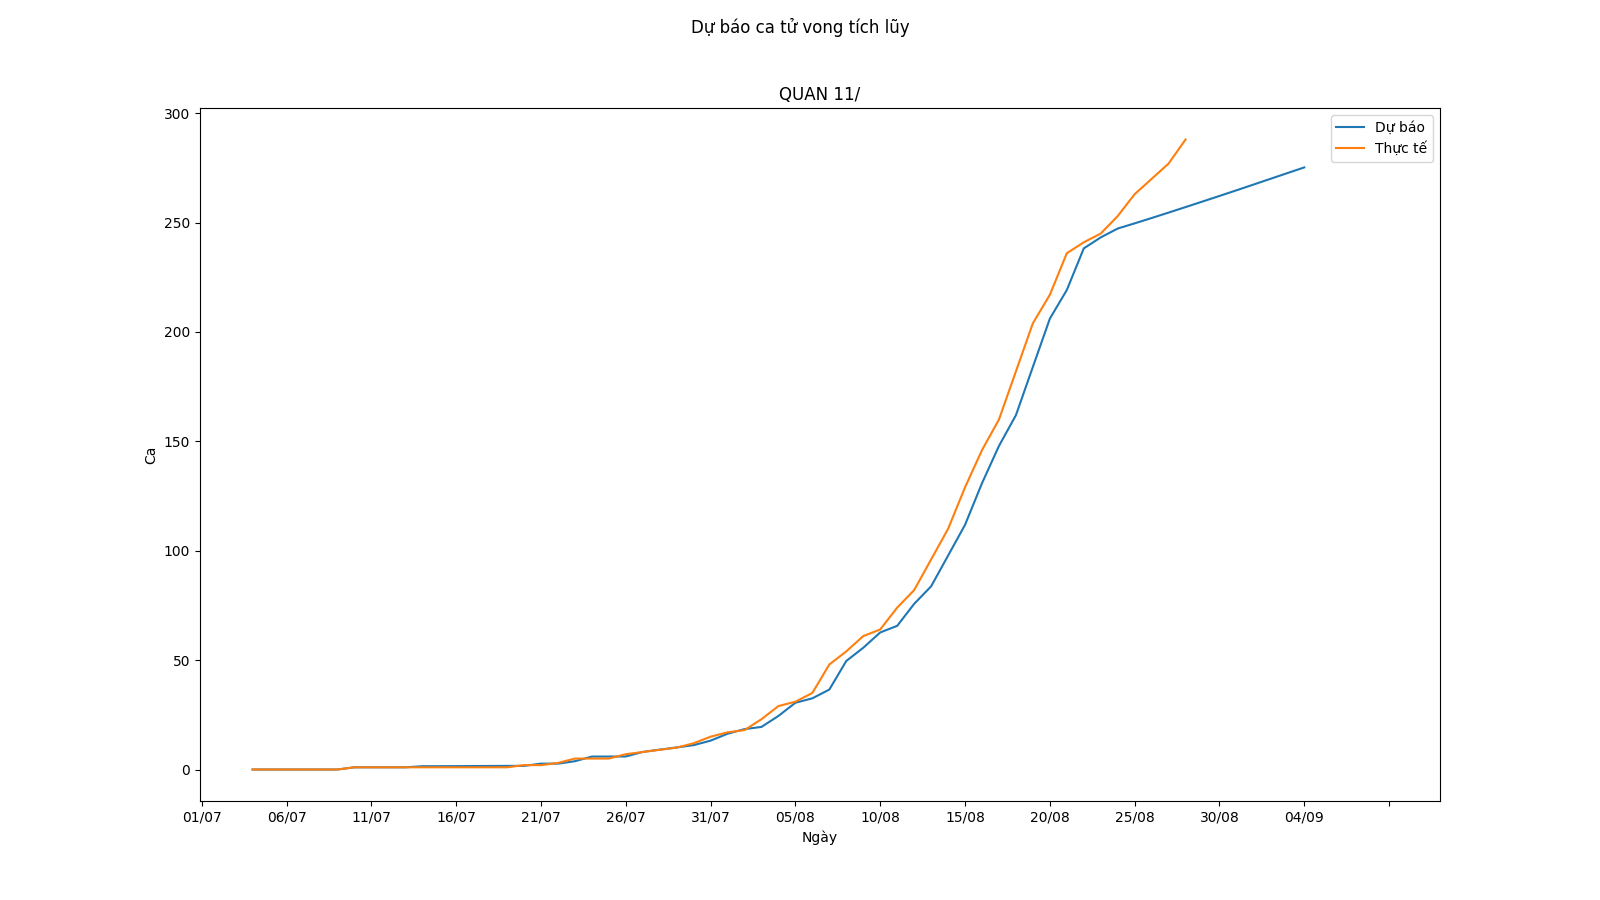 Dự báo ca tử vong tích lũy
QUAN 11/
Dự báo
Thực tế
300
250
200
150
100
50
0
Ca
01/07 06/07 11/07 16/07 21/07 26/07 31/07 05/08 10/08 15/08 20/08 25/08 30/08 04/09
Ngày